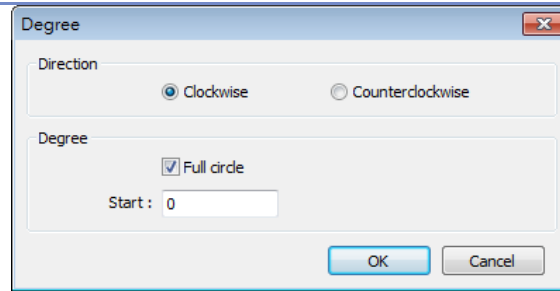 Degree
Direction
Clockwise Counterclockwise
Degree
Full circle
Start : 0
OK Cancel